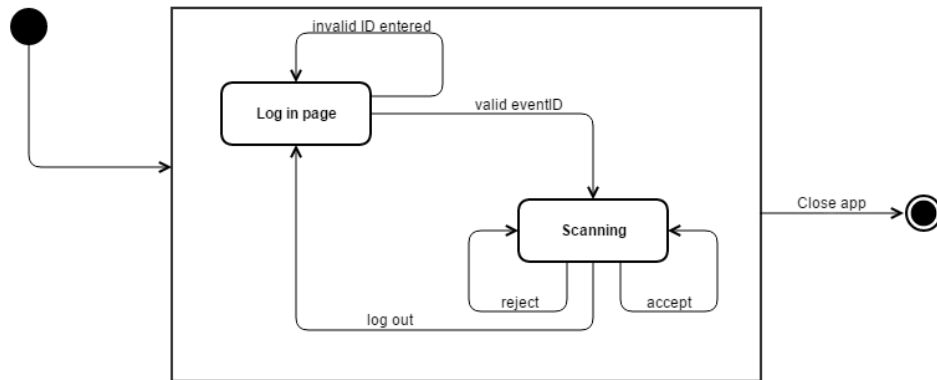 invalid ID entered
Log in page
valid eventID
Close app
Scanning
reject
accept
log out